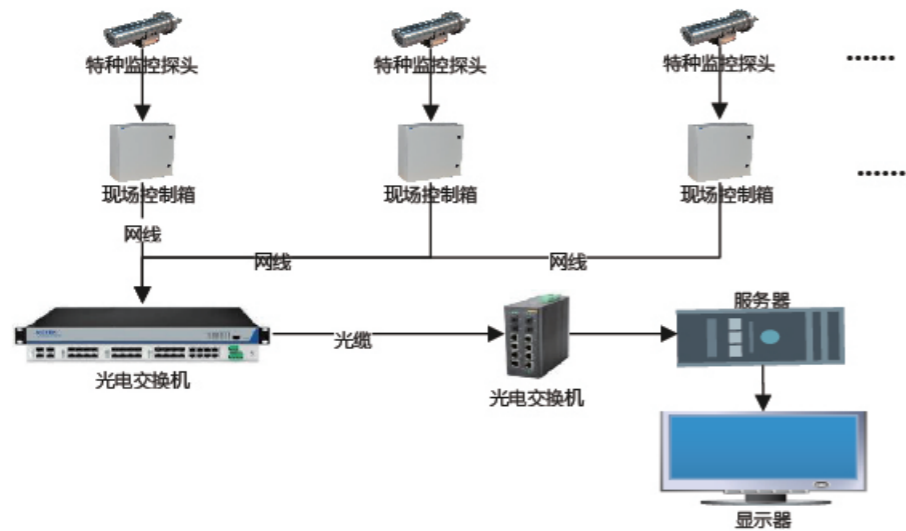 特种监控探头
特种监控探头
特种监控探头
......
现场控制箱
现场控制箱
现场控制箱
......
网线
网线
网线
服务器
光缆
光电交换机
光电交换机
显示器